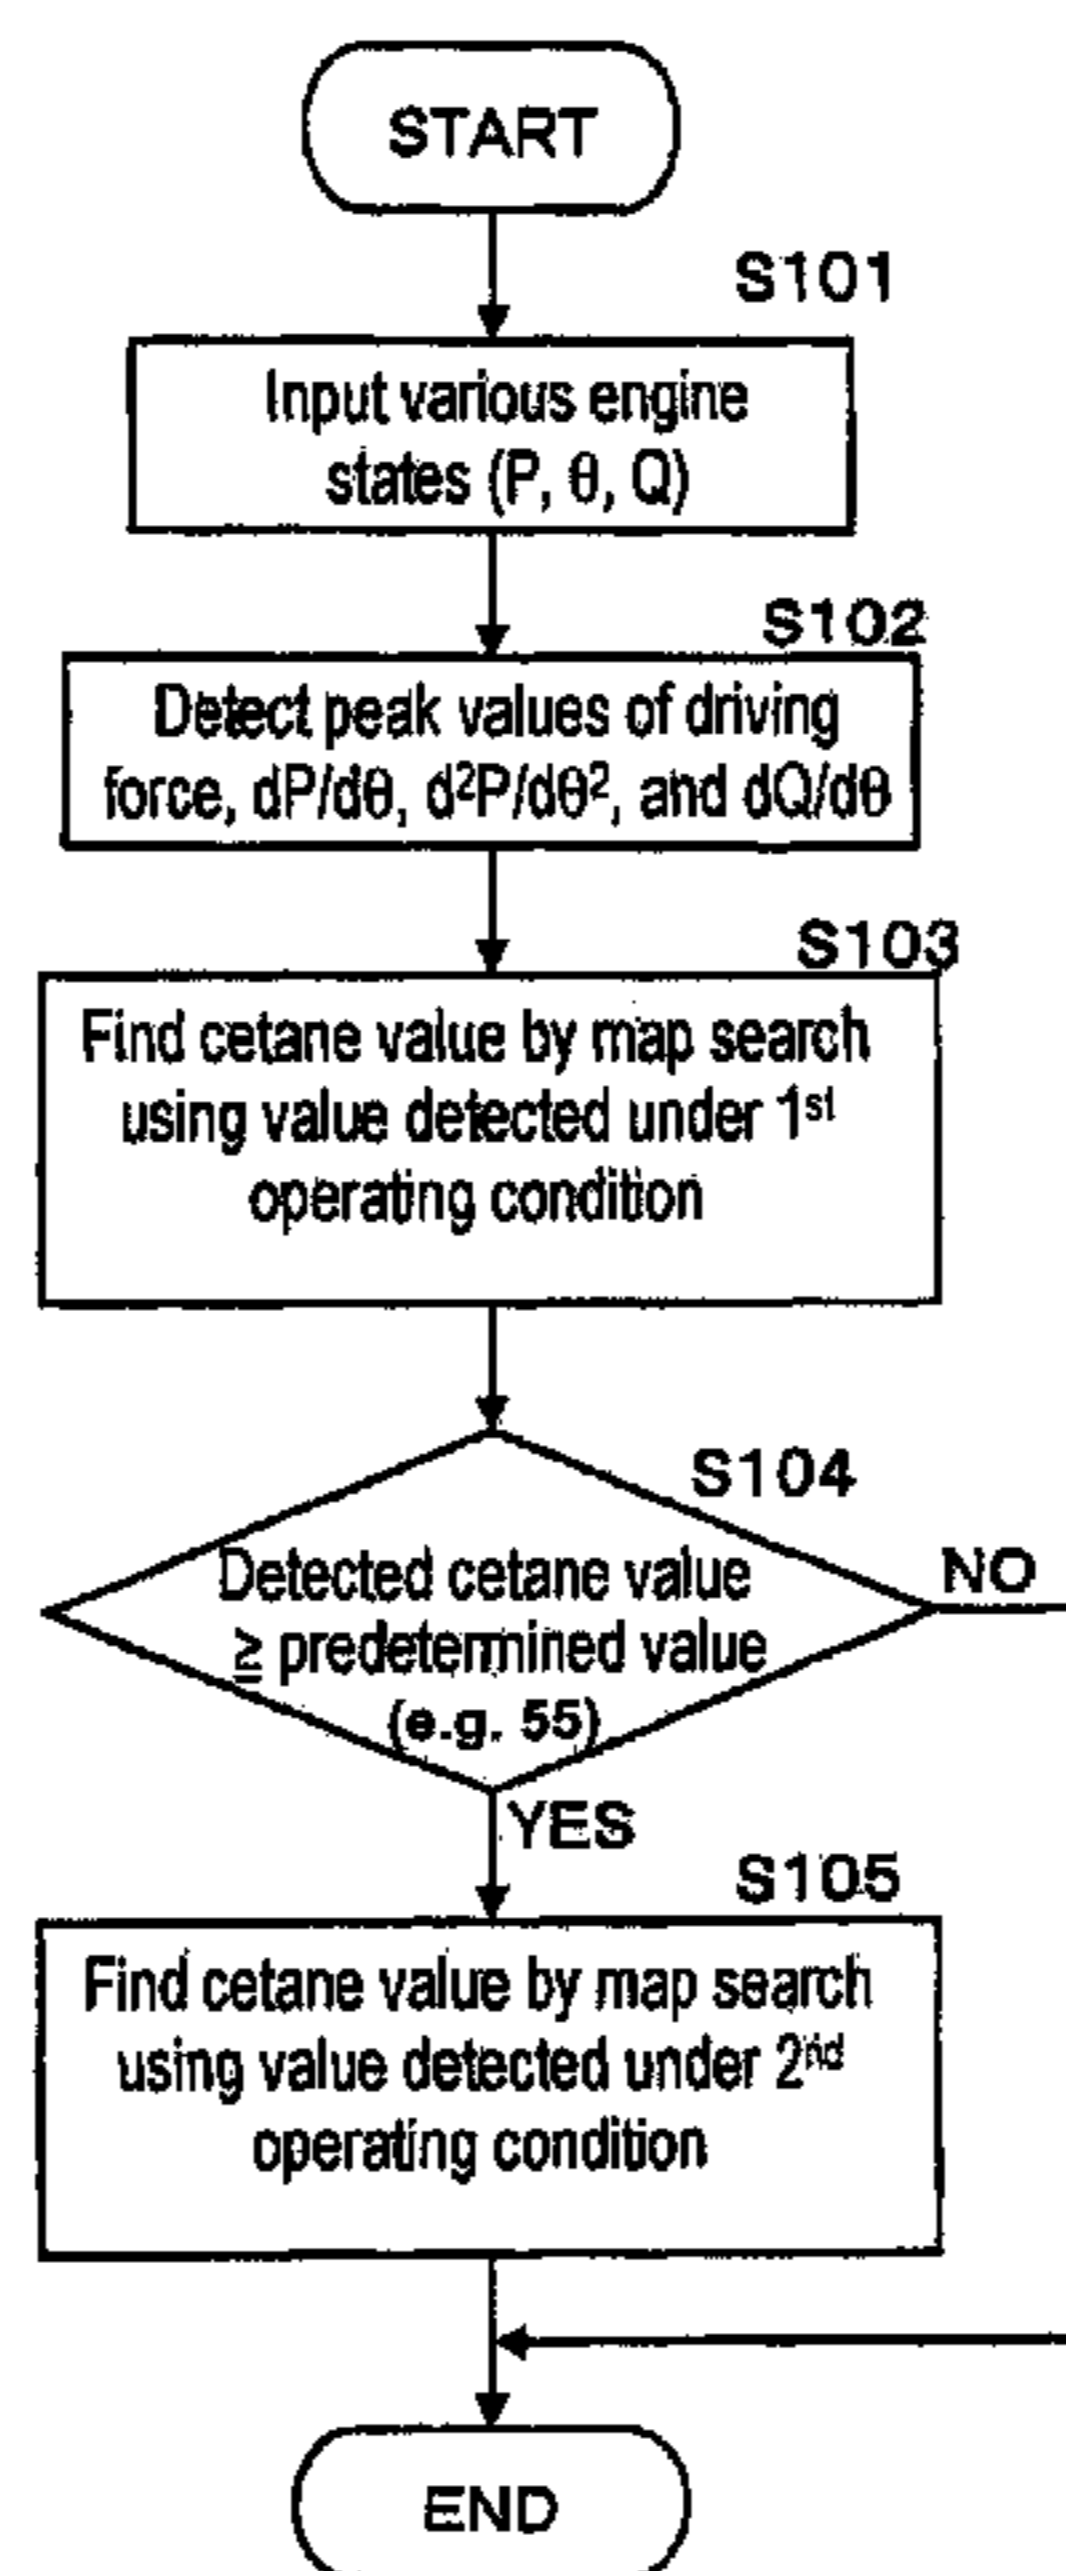 START
S101
Input various engine
states (P, θ, Q)
S102
Detect peak values of driving
force, dP/dθ, d²P/dθ², and dQ/dθ
S103
Find cetane value by map search
using value detected under 1st
operating condition
S104
Detected cetane value
≧ predetermined value
(e.g. 55)
NO
YES
S105
Find cetane value by map search
using value detected under 2nd
operating condition
END